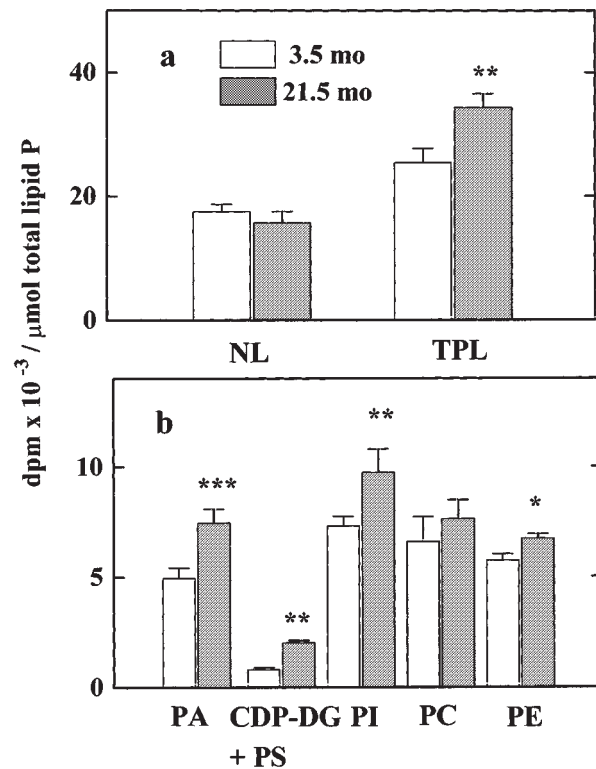 dpm x 10 -3 / μmol total lipid P
a
3.5 mo
21.5 mo
**
40
20
0
NL TPL
b
***
**
**
*
10
5
0
PA CDP-DG PI PC PE
+ PS